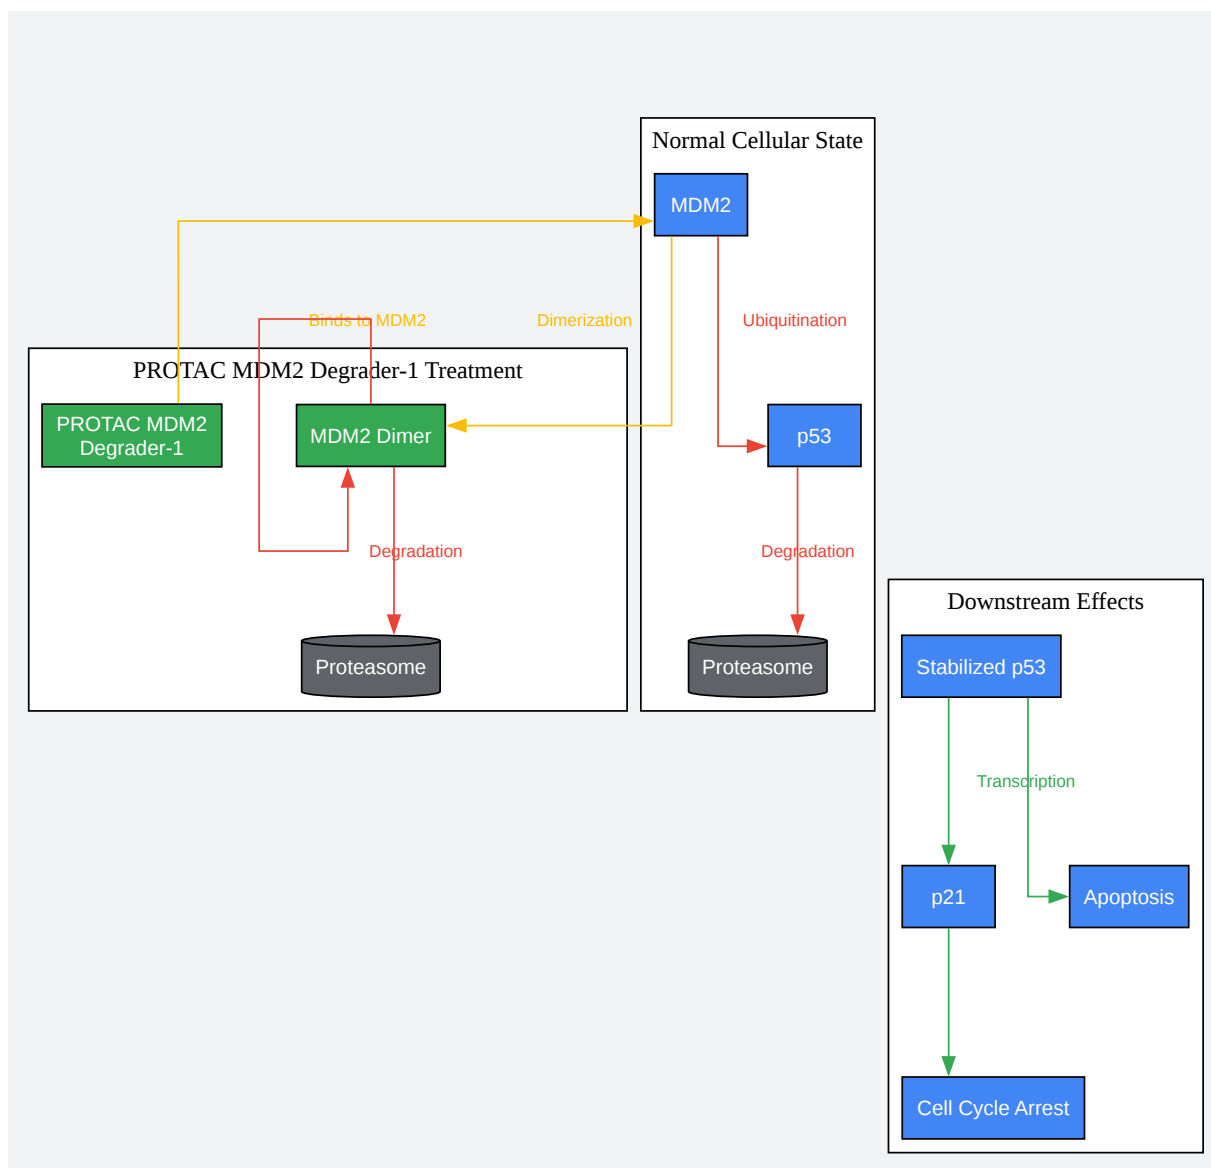 Normal Cellular State
MDM2
Binds to MDM2
Dimerization
Ubiquitination
PROTAC MDM2 Degrader-1 Treatment
PROTAC MDM2
Degrader-1
MDM2 Dimer
p53
Degradation
Degradation
Downstream Effects
Proteasome
Proteasome
Stabilized p53
Transcription
p21
Apoptosis
Cell Cycle Arrest